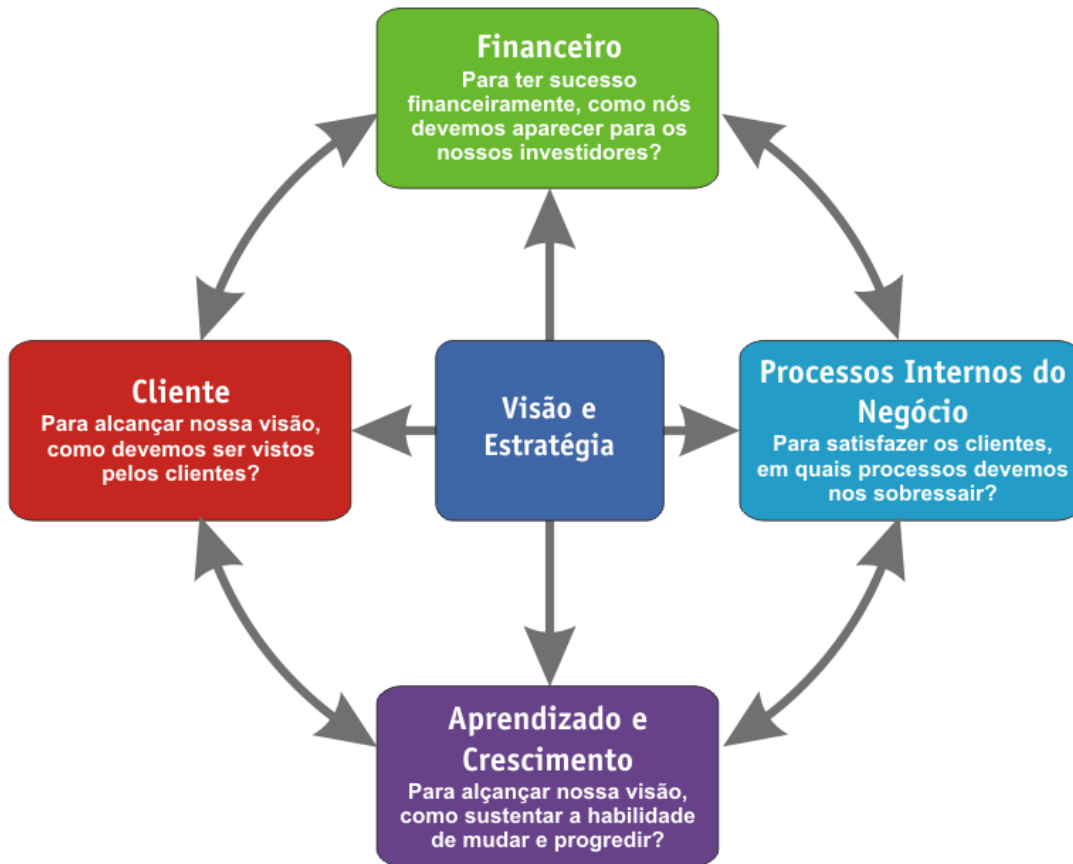 Financeiro
Para ter sucesso
financeiramente, como nós
devemos aparecer para os
nossos investidores?
Cliente
Para alcançar nossa visão,
como devemos ser vistos
pelos clientes?
Visão e
Estratégia
Processos Internos do
Negócio
Para satisfazer os clientes,
em quais processos devemos
nos sobressair?
Aprendizado e
Crescimento
Para alçançar nossa visão,
como sustentar a habilidade
de mudar e progredir?